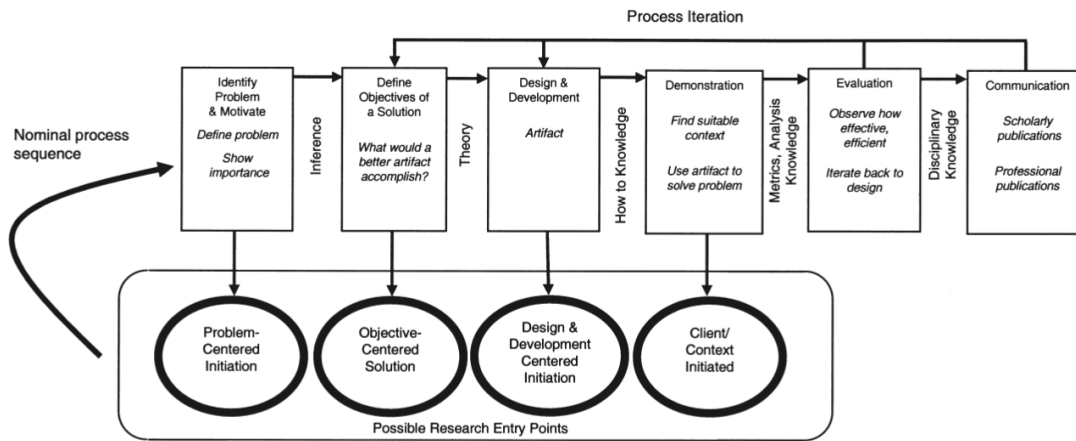 Process Iteration
Nominal process
sequence
Identify
Problem
& Motivate
Define problem
Show
importance
Inference
Define
Objectives of
a Solution
What would a
better artifact
accomplish?
Theory
Design &
Development
Artifact
How to Knowledge
Demonstration
Find suitable
context
Use artifact to
solve problem
Metrics, Analysis
Knowledge
Evaluation
Observe how
effective,
efficient
Iterate back to
design
Disciplinary
Knowledge
Communication
Scholarly
publications
Professional
publications
Problem-
Centered
Initiation
Objective-
Centered
Solution
Design &
Development
Centered
Initiation
Client/
Context
Initiated
Possible Research Entry Points